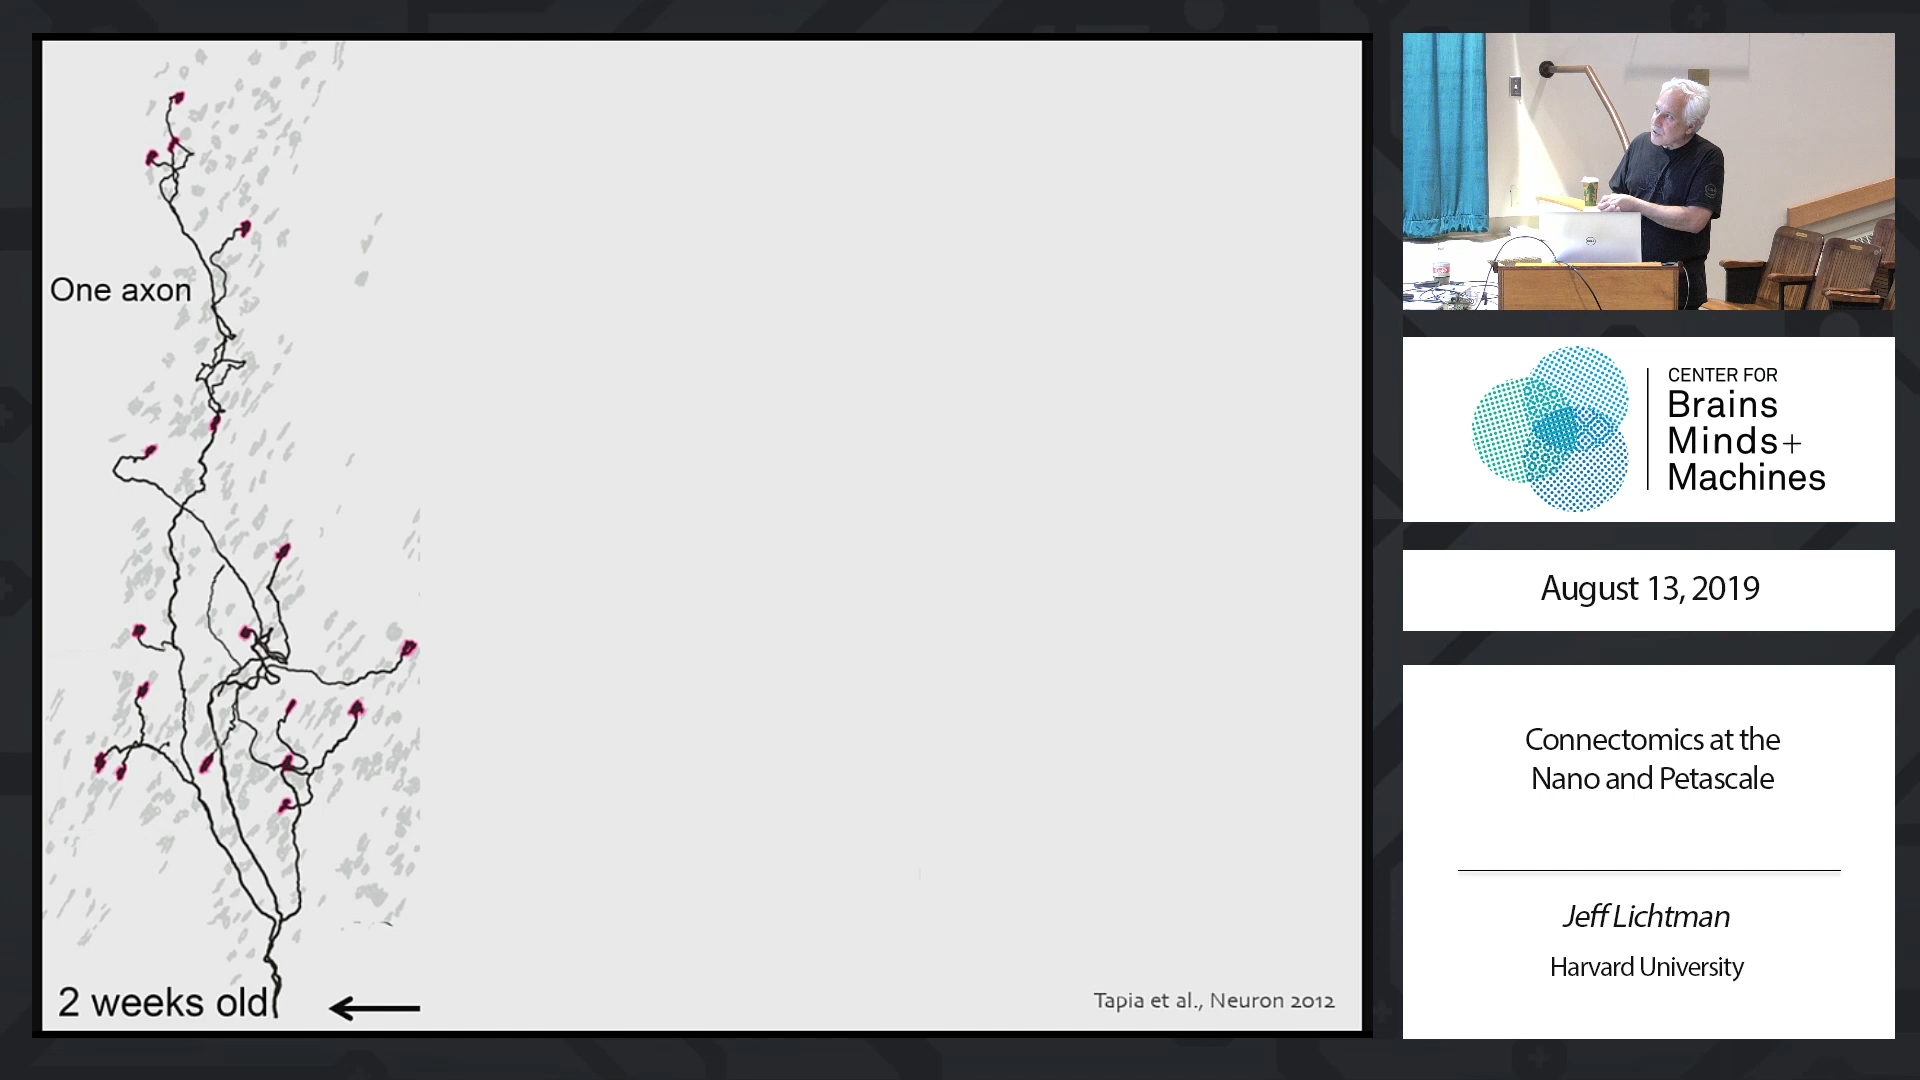 One axon
2 weeks old
Tapia et al., Neuron 2012
CENTER FOR
Brains
Minds+
Machines
August 13, 2019
Connectomics at the
Nano and Petascale
Jeff Lichtman
Harvard University